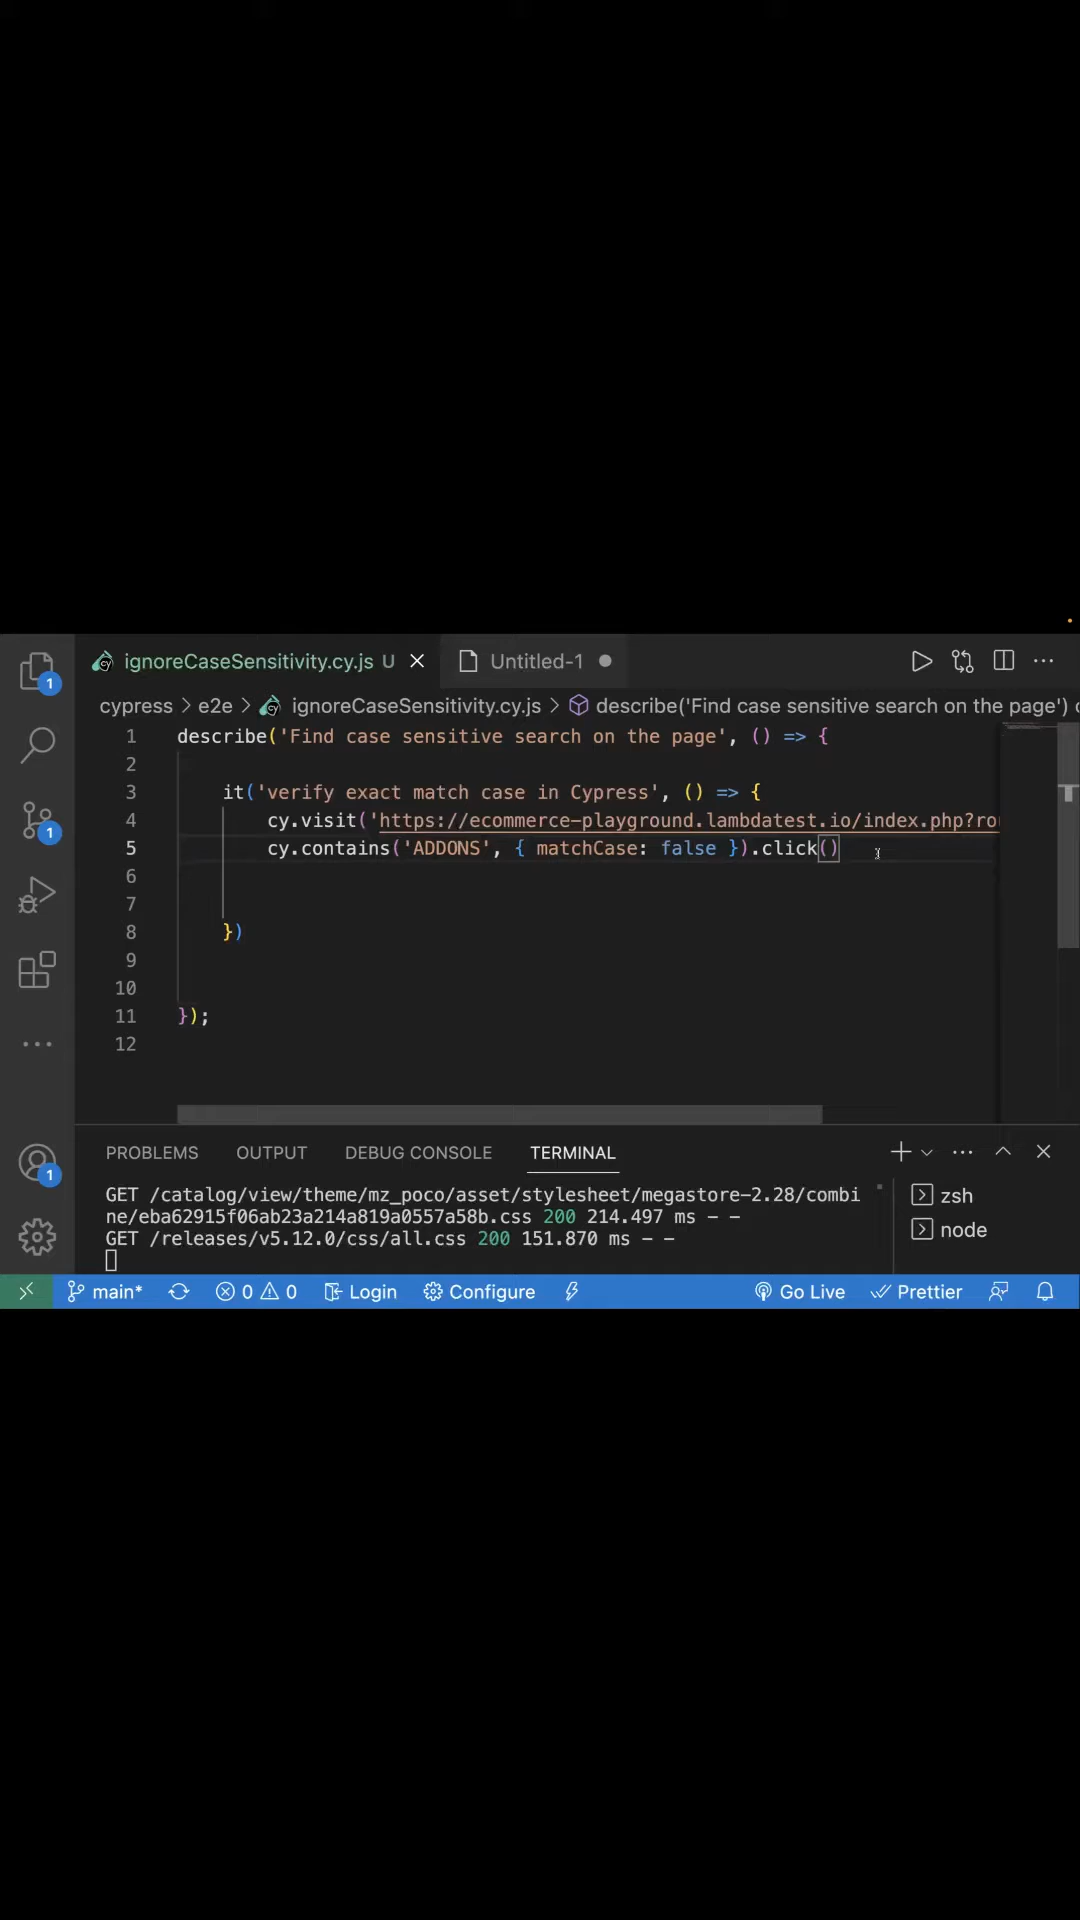 ignoreCaseSensitivity.cy.js U
Untitled-1
cypress > e2e > ignoreCaseSensitivity.cy.js > describe('Find case sensitive search on the page')
1 describe('Find case sensitive search on the page', () => {
2
3 it('verify exact match case in Cypress', () => {
4 cy.visit('https://ecommerce-playground.lambdatest.io/index.php?ro
5 cy.contains('ADDONS', { matchCase: false }).click()
6
7
8 })
9
10
11 });
12
1
1
1
PROBLEMS OUTPUT DEBUG CONSOLE TERMINAL
GET /catalog/view/theme/mz_poco/asset/stylesheet/megastore-2.28/combi
ne/eba62915f06ab23a214a819a0557a58b.css 200 214.497 ms - -
GET /releases/v5.12.0/css/all.css 200 151.870 ms - -
zsh
node
main* 0 0 Login Configure Go Live Prettier